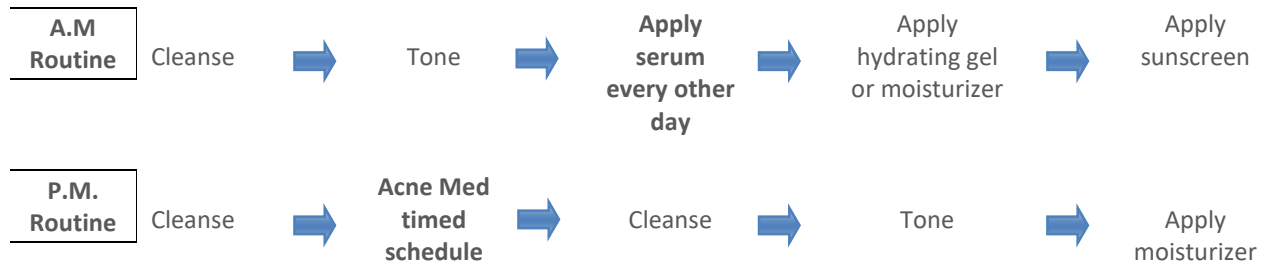 A.M
Routine
Cleanse
Tone
Apply
serum
every other
day
Apply
hydrating gel
or moisturizer
Apply
sunscreen
P.M.
Routine
Cleanse
Acne Med
timed
schedule
Cleanse
Tone
Apply
moisturizer